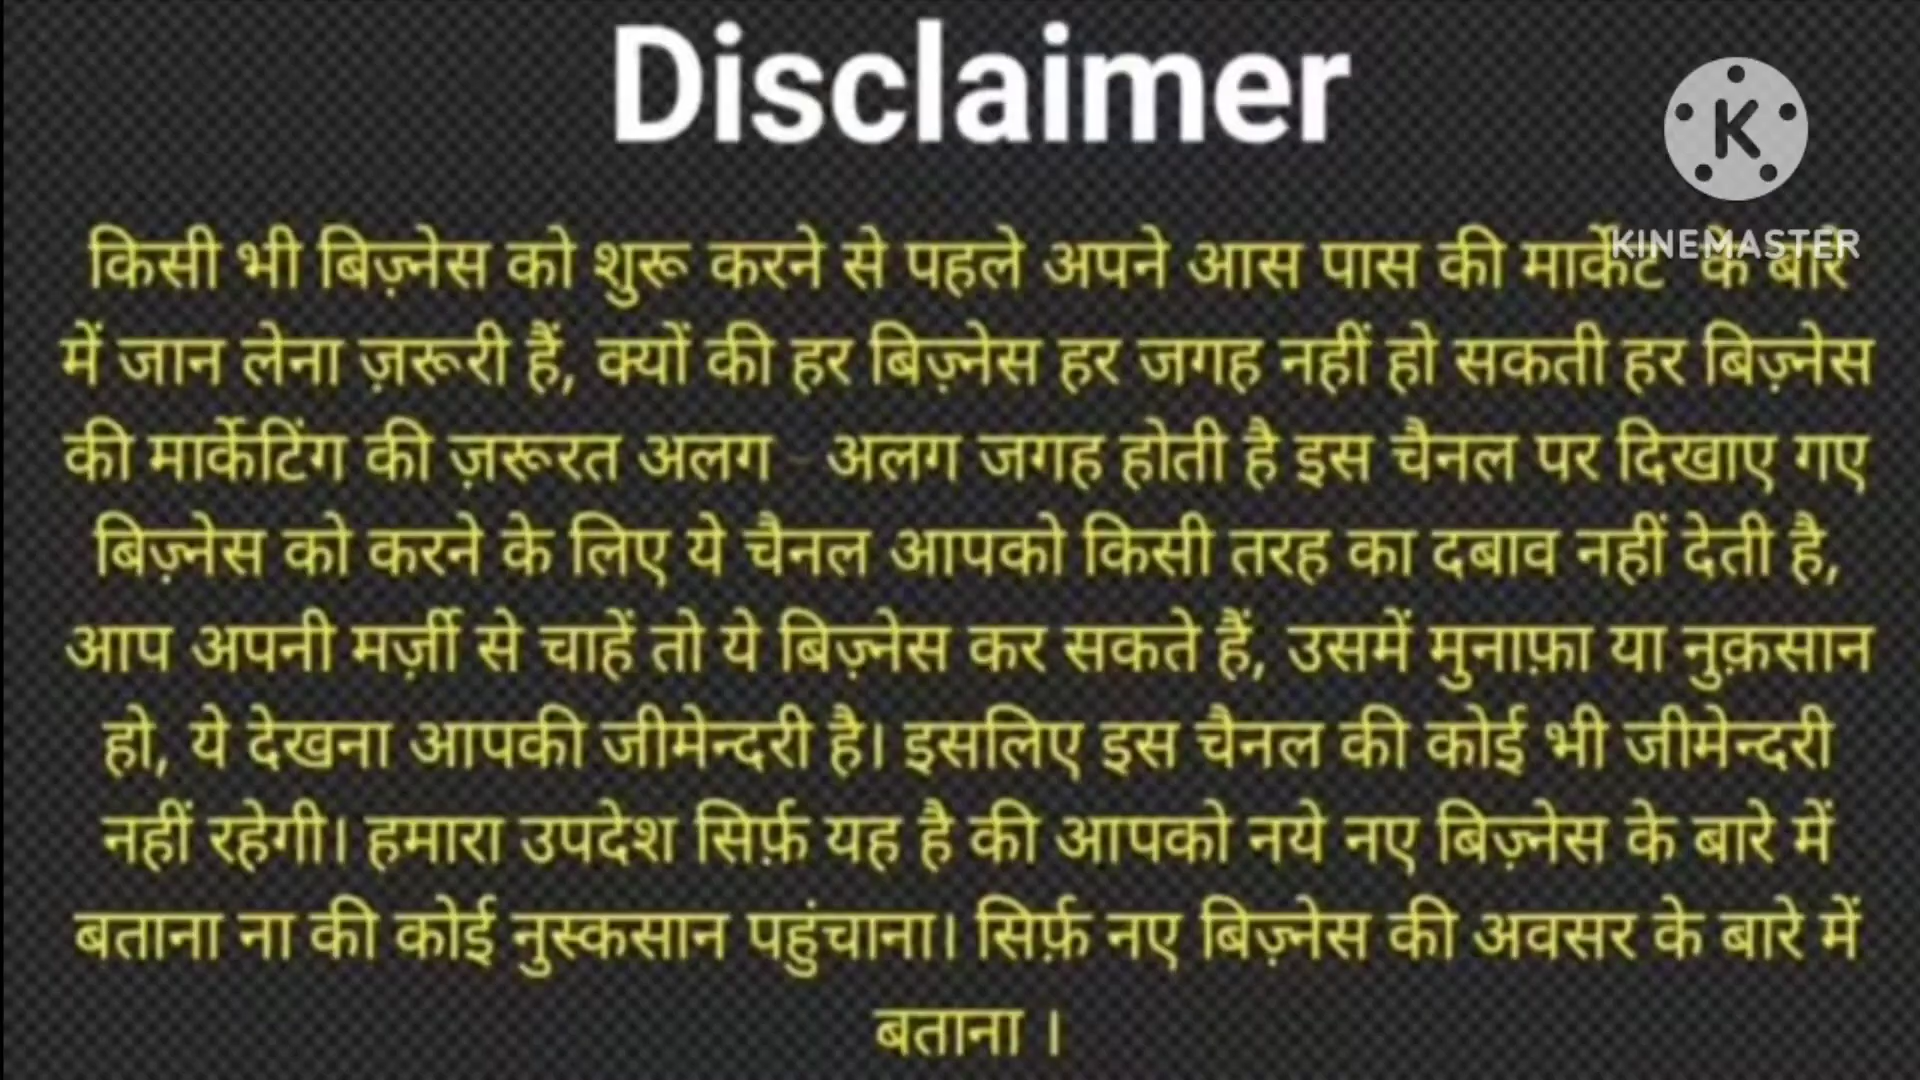 Disclaimer
K
KINEMASTER
किसी भी बिज़्नेस को शुरू करने से पहले अपने आस पास की मार्केट के बारे
में जान लेना ज़रूरी हैं, क्यों की हर बिज़्नेस हर जगह नहीं हो सकती हर बिज़्नेस
की मार्केटिंग की ज़रूरत अलग - अलग जगह होती है इस चैनल पर दिखाए गए
बिज़्नेस को करने के लिए ये चैनल आपको किसी तरह का दबाव नहीं देती है,
आप अपनी मर्ज़ी से चाहें तो ये बिज़्नेस कर सकते हैं, उसमें मुनाफ़ा या नुक़सान
हो, ये देखना आपकी जीमेन्दरी है। इसलिए इस चैनल की कोई भी जीमेन्दरी
नहीं रहेगी। हमारा उपदेश सिर्फ़ यह है की आपको नये नए बिज़्नेस के बारे में
बताना ना की कोई नुस्कसान पहुंचाना। सिर्फ़ नए बिज़्नेस की अवसर के बारे में
बताना ।